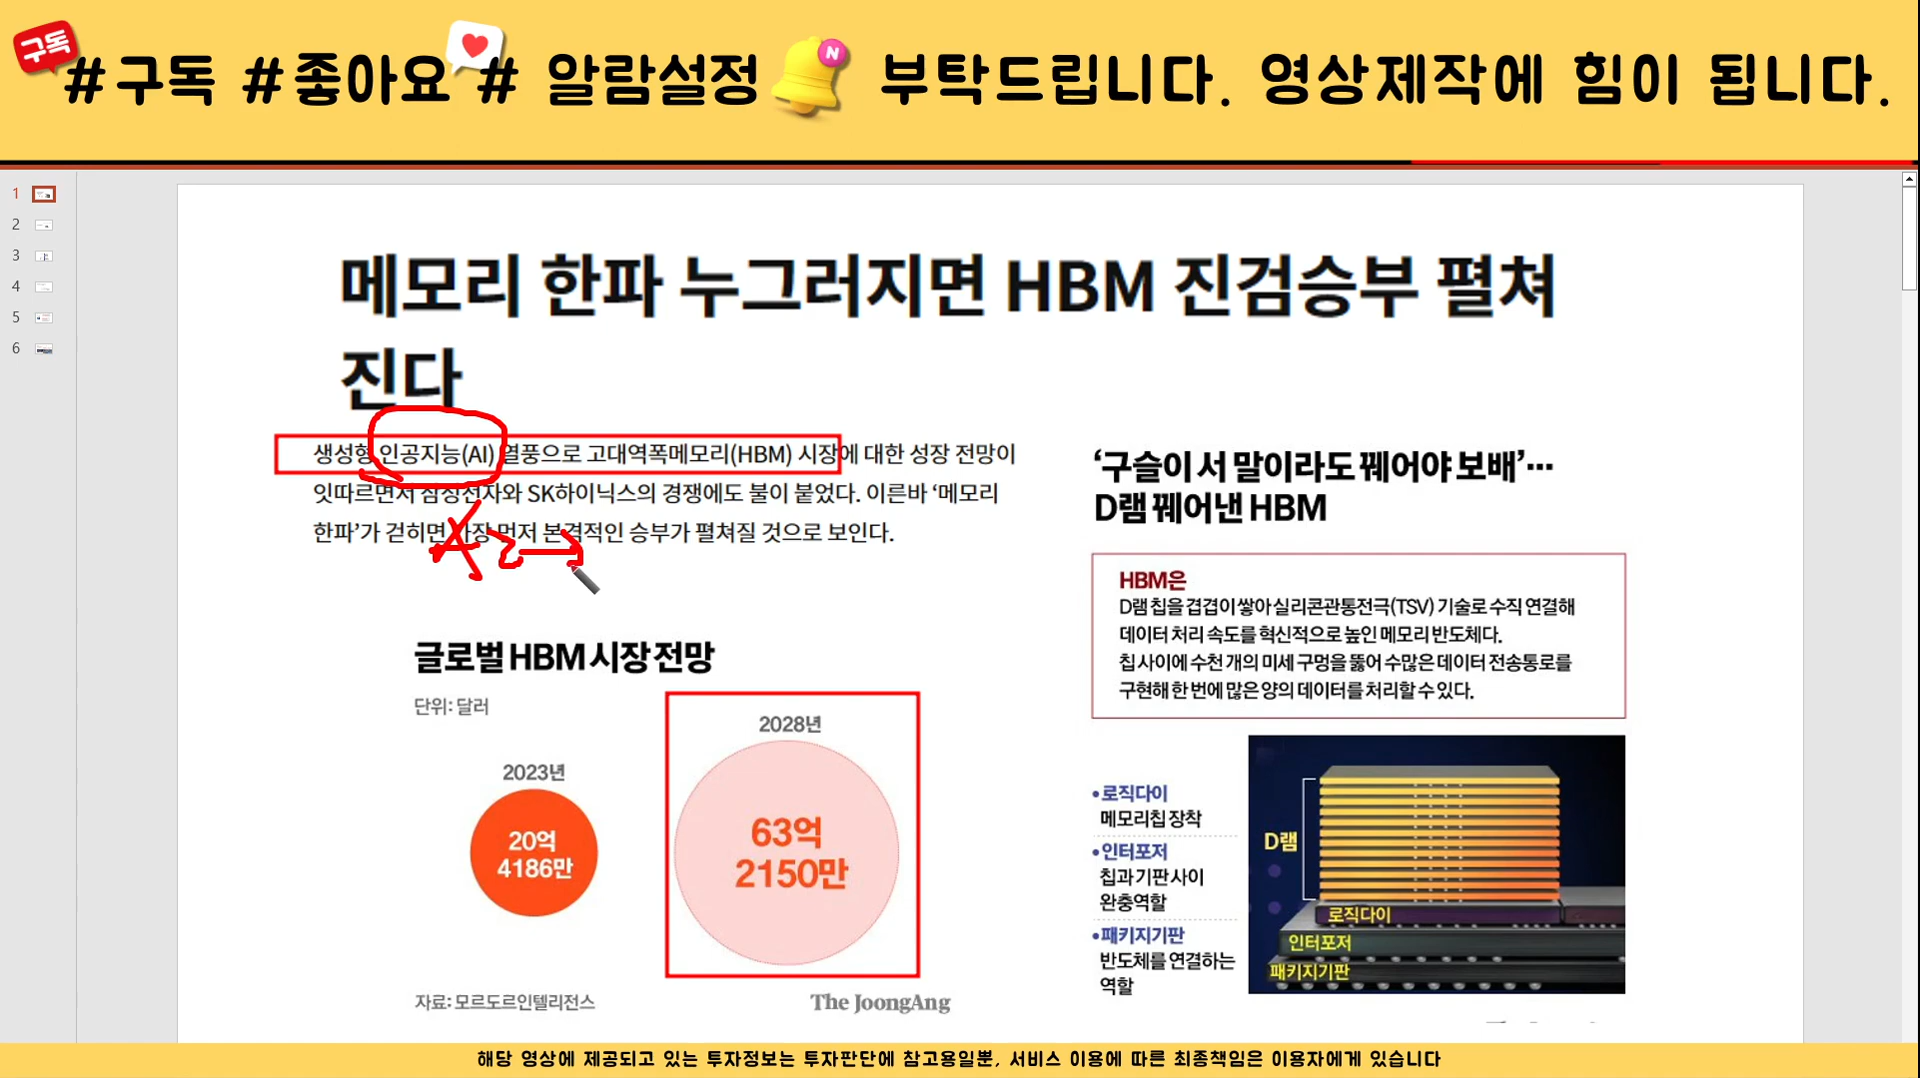 구독
#구독 #좋아요 # 알람설정 N 부탁드립니다. 영상제작에 힘이 됩니다.
1
2
3
4
5
6
메모리 한파 누그러지면 HBM 진검승부 펼쳐
진다
생성형 인공지능(AI) 열풍으로 고대역폭메모리(HBM) 시장에 대한 성장 전망이
잇따르면서 삼성전자와 SK하이닉스의 경쟁에도 불이 붙었다. 이른바 ‘메모리
한파’가 걷히면 가장 먼저 본격적인 승부가 펼쳐질 것으로 보인다.
글로벌 HBM 시장 전망
단위: 달러
2023년
20억
4186만
2028년
63억
2150만
자료: 모르도르인텔리전스
The JoongAng
‘구슬이 서 말이라도 꿰어야 보배’…
D램 꿰어낸 HBM
HBM은
D램 칩을 겹겹이 쌓아 실리콘관통전극(TSV) 기술로 수직 연결해
데이터 처리 속도를 혁신적으로 높인 메모리 반도체다.
칩 사이에 수천 개의 미세 구멍을 뚫어 수많은 데이터 전송통로를
구현해 한 번에 많은 양의 데이터를 처리할 수 있다.
•로직다이
메모리칩 장착
•인터포저
칩과 기판 사이
완충역할
•패키지기판
반도체를 연결하는
역할
D램
로직다이
인터포저
패키지기판
해당 영상에 제공되고 있는 투자정보는 투자판단에 참고용일뿐, 서비스 이용에 따른 최종책임은 이용자에게 있습니다